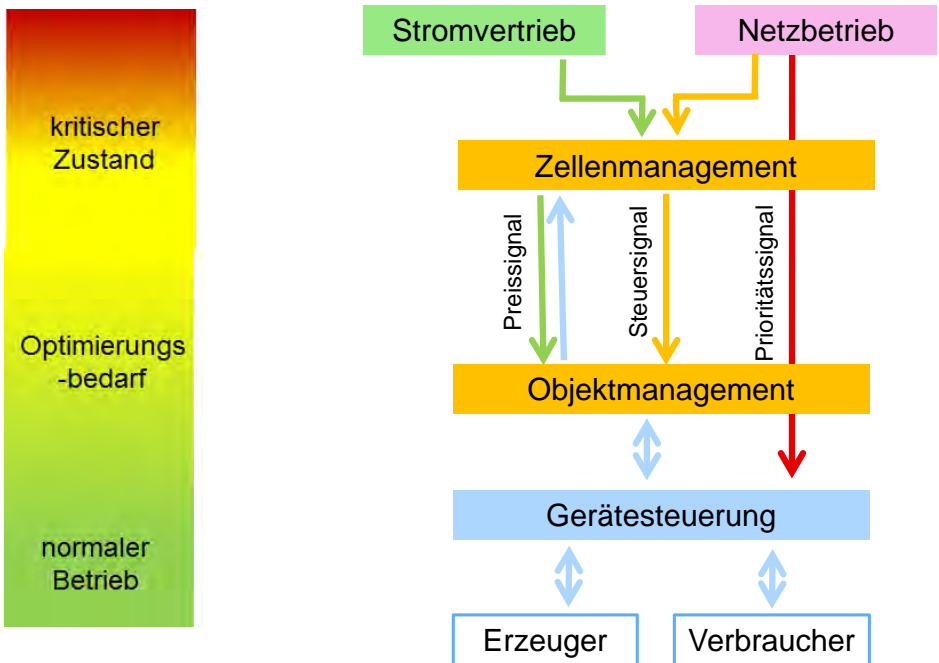 Stromvertrieb
Netzbetrieb
kritischer
Zustand
Zellenmanagement
Preissignal
Steuersignal
Prioritätssignal
Optimierungs
-bedarf
Objektmanagement
Gerätesteuerung
normaler
Betrieb
Erzeuger
Verbraucher